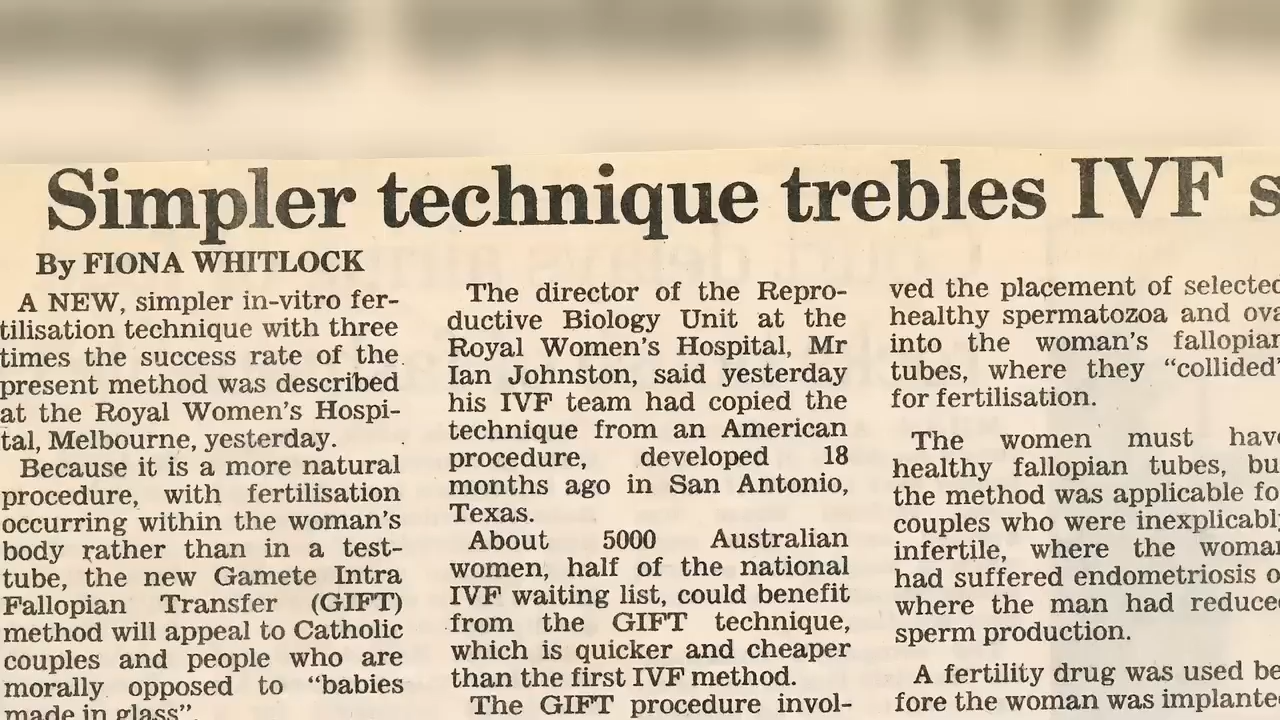 Simpler technique trebles IVF
By FIONA WHITLOCK
A NEW, simpler in-vitro fer-
tilisation technique with three
times the success rate of the
present method was described
at the Royal Women's Hospi-
tal, Melbourne, yesterday.
Because it is a more natural
procedure, with fertilisation
occurring within the woman's
body rather than in a test-
tube, the new Gamete Intra
Fallopian Transfer (GIFT)
method will appeal to Catholic
couples and people who are
morally opposed to "babies
made in glass".
The director of the Repro-
ductive Biology Unit at the
Royal Women's Hospital, Mr
Ian Johnston, said yesterday
his IVF team had copied the
technique from an American
procedure, developed 18
months ago in San Antonio,
Texas.
About 5000 Australian
women, half of the national
IVF waiting list, could benefit
from the GIFT technique,
which is quicker and cheaper
than the first IVF method.
The GIFT procedure invol-
ved the placement of selected
healthy spermatozoa and ova
into the woman's fallopian
tubes, where they "collided"
for fertilisation.
The women must have
healthy fallopian tubes, bu
the method was applicable fo
couples who were inexplicabl
infertile, where the woma
had suffered endometriosis o
where the man had reduce
sperm production.
A fertility drug was used be
fore the woman was implante